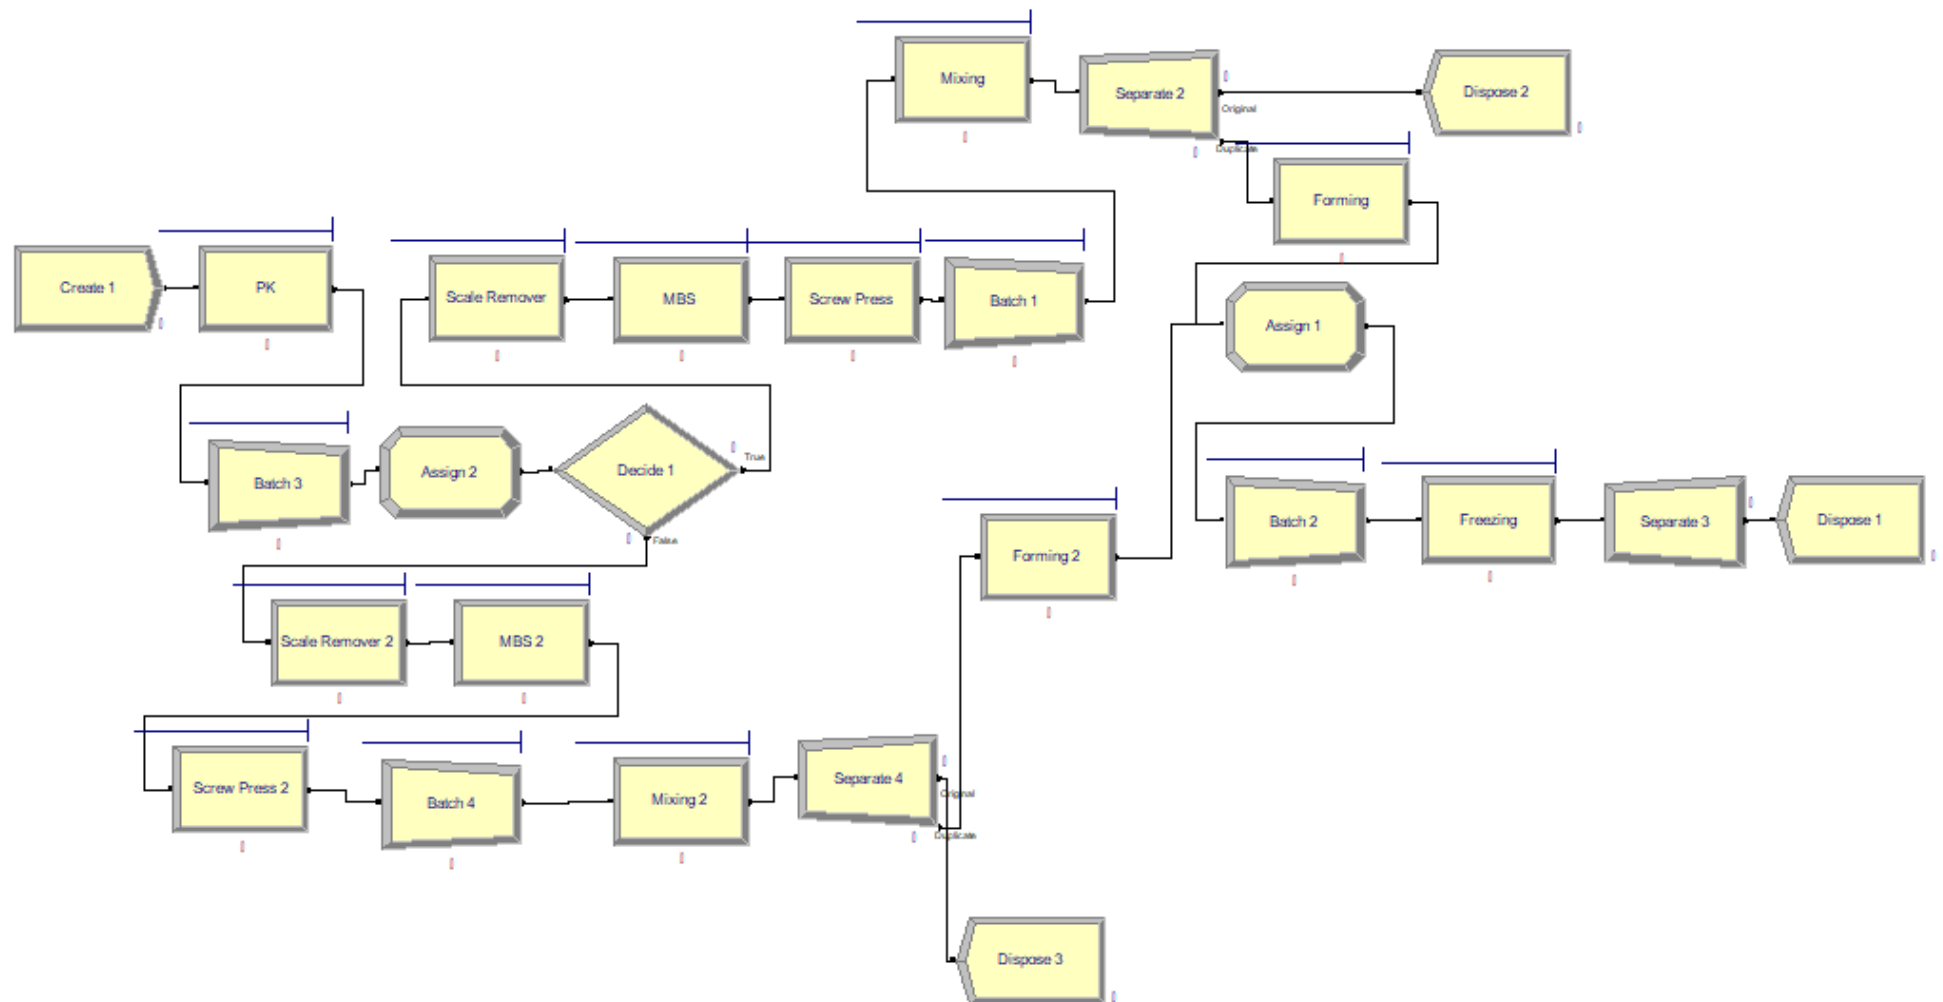 Mixing
Separate 2
Original
Duplicate
Dispose 2
Forming
Create 1
PK
Scale Remover
MBS
Screw Press
Batch 1
Assign 1
Batch 3
Assign 2
Decide 1
True
False
Batch 2
Freezing
Separate 3
Dispose 1
Forming 2
Scale Remover 2
MBS 2
Screw Press 2
Batch 4
Mixing 2
Separate 4
Original
Duplicate
Dispose 3